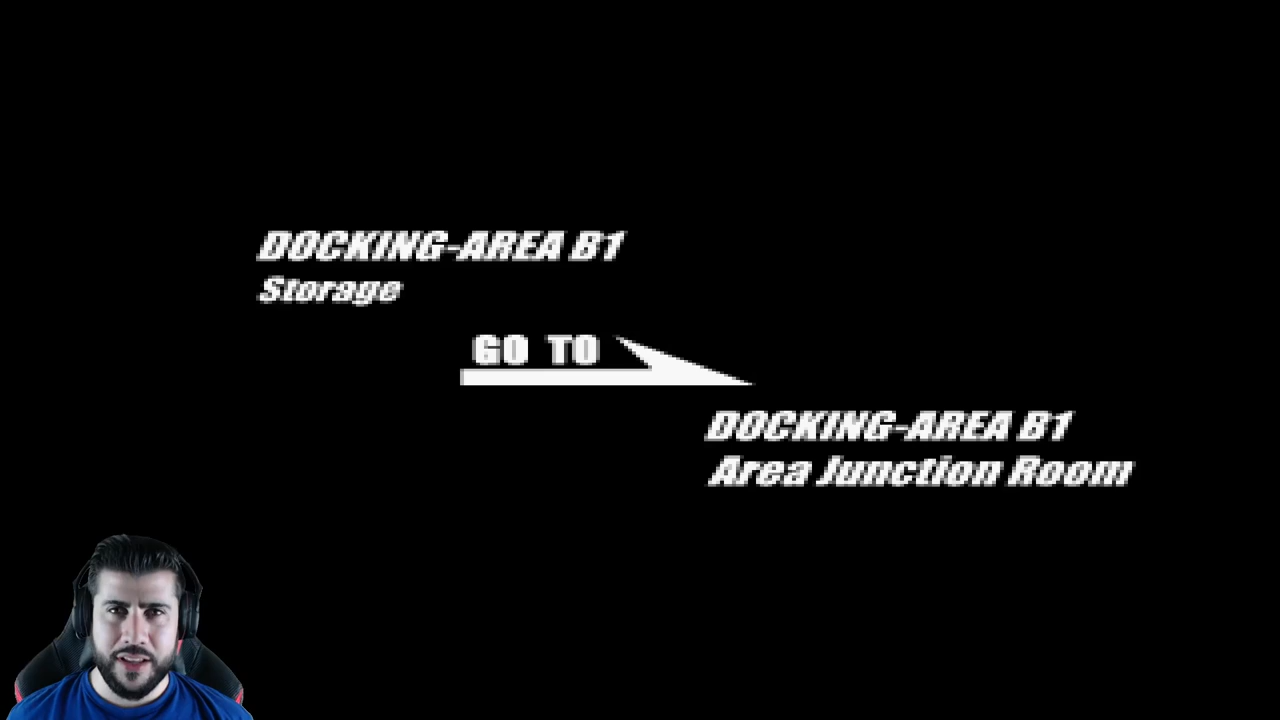 DOCKING-AREA B1
Storage
GO TO
DOCKING-AREA B1
Area Junction Room